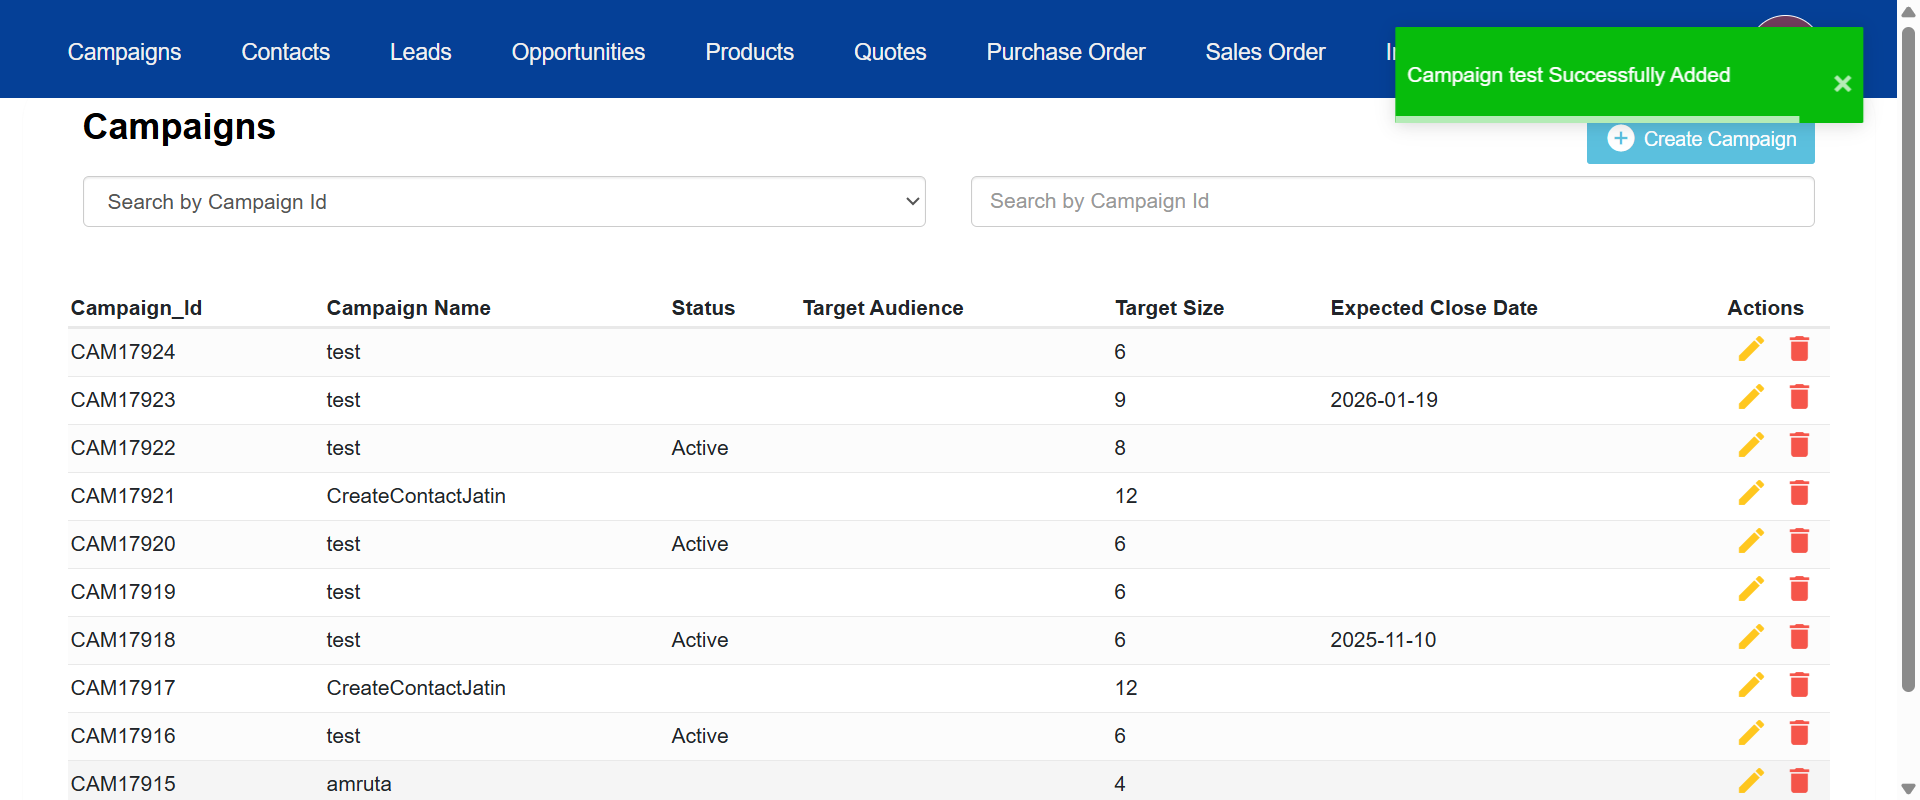 Campaigns Contacts Leads Opportunities Products Quotes Purchase Order Sales Order
Campaign test Successfully Added ×
Campaigns
Create Campaign
Search by Campaign Id
Search by Campaign Id
Campaign_Id Campaign Name Status Target Audience Target Size Expected Close Date Actions
CAM17924 test 6
CAM17923 test 9 2026-01-19
CAM17922 test Active 8
CAM17921 CreateContactJatin 12
CAM17920 test Active 6
CAM17919 test 6
CAM17918 test Active 6 2025-11-10
CAM17917 CreateContactJatin 12
CAM17916 test Active 6
CAM17915 amruta 4